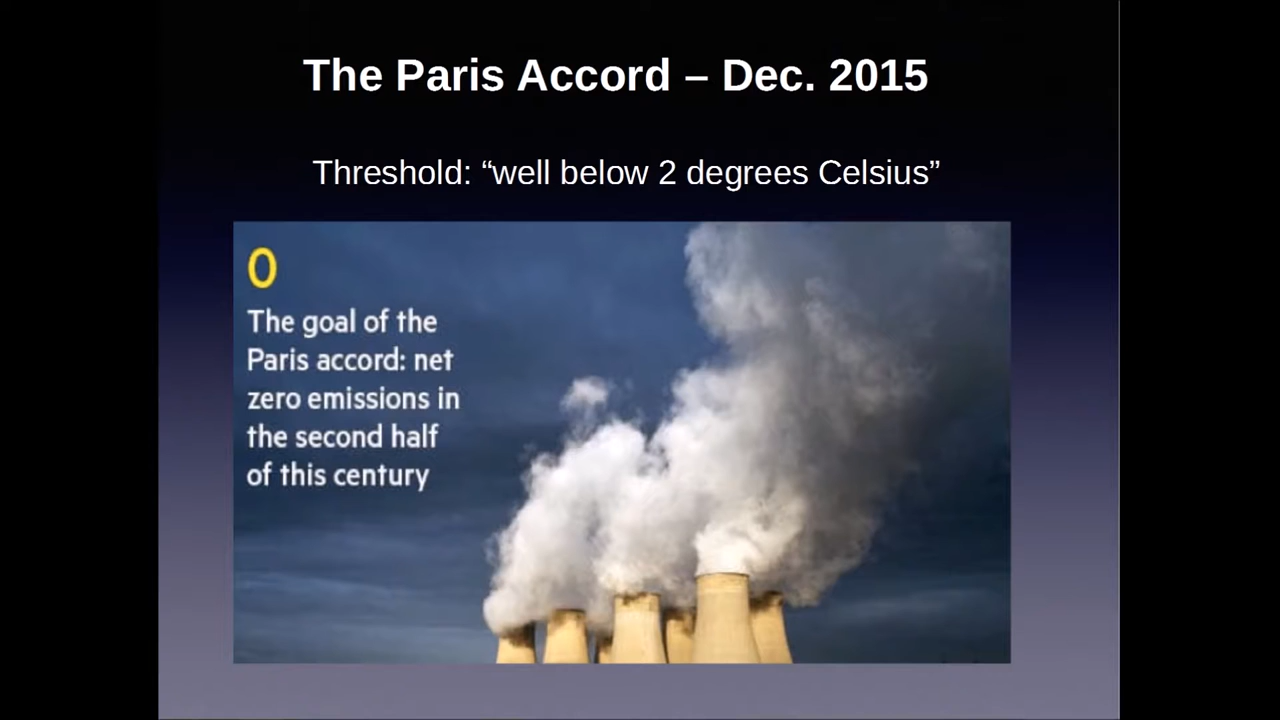 The Paris Accord – Dec. 2015
Threshold: “well below 2 degrees Celsius”
0
The goal of the
Paris accord: net
zero emissions in
the second half
of this century